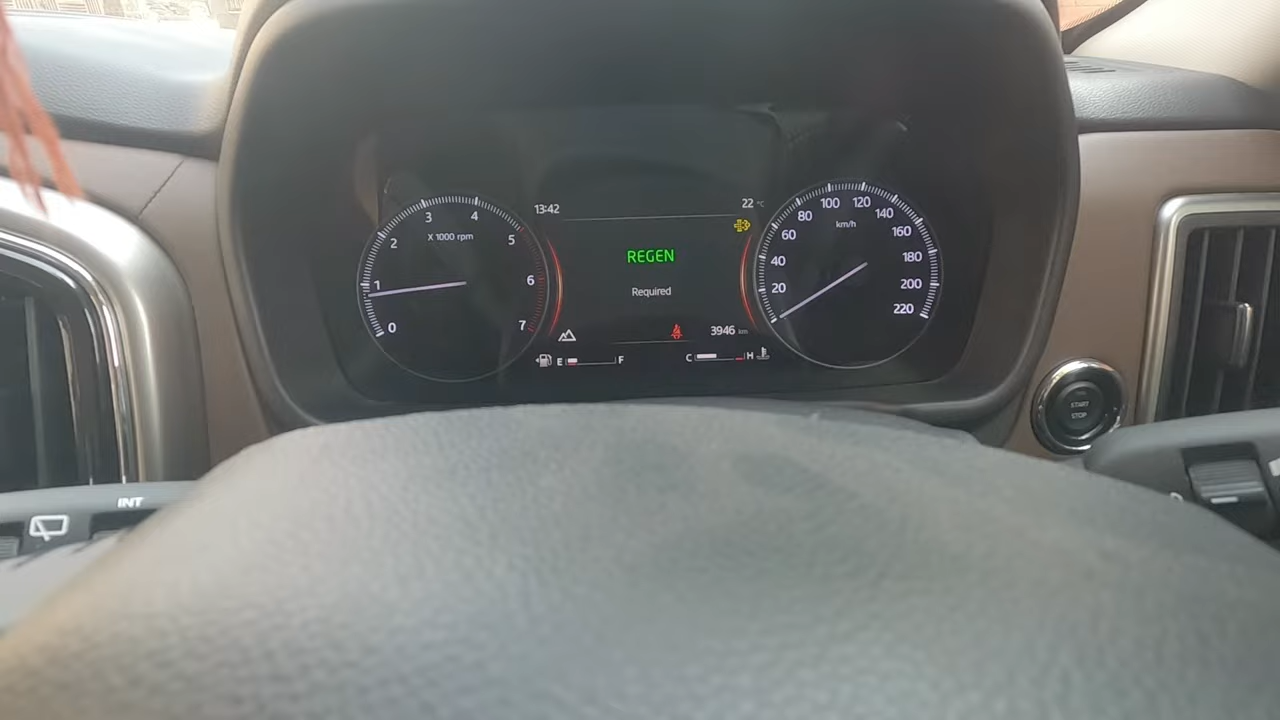 13:42
22 °C
REGEN
Required
3946 km
0
1
2
3
4
5
6
7
X 1000 rpm
20
40
60
80
100
120
140
160
180
200
220
km/h
E
F
C
H
START
STOP
INT